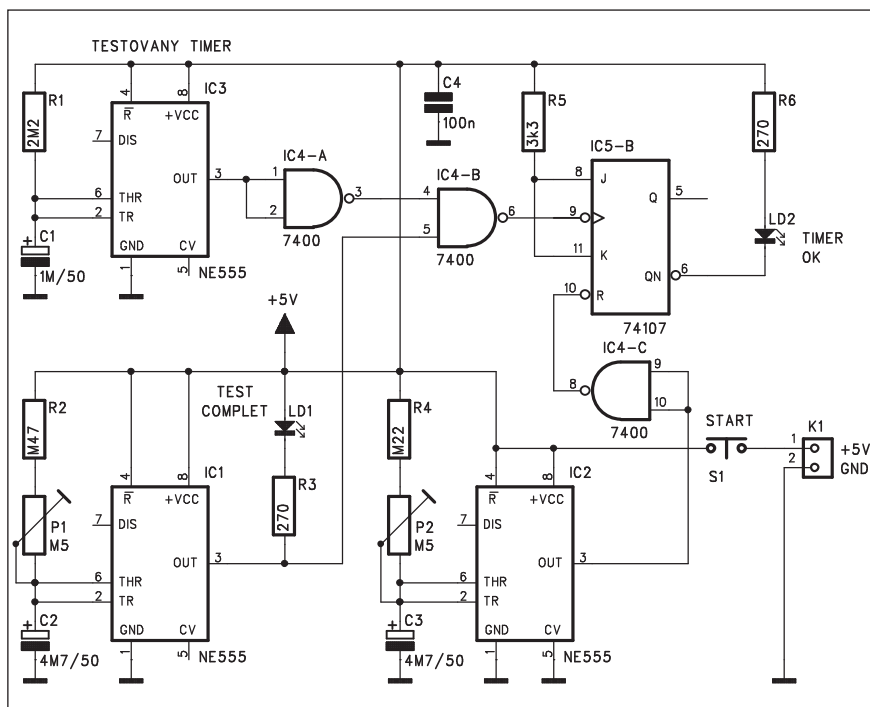 TESTOVANY TIMER
R1
2M2
4
8
IC3
R
+VCC
7
DIS
OUT
3
6
THR
2
TR
GND
CV
1
5
NE555
C1
+
1M/50
IC4-A
1
2
3
7400
IC4-B
4
5
6
7400
C4
100n
R5
3k3
IC5-B
8
J
Q
5
9
11
K
QN
6
10
R
74107
R6
270
LD2
TIMER
OK
+5V
IC4-C
8
9
10
7400
R2
M47
P1
M5
C2
+
4M7/50
4
8
IC1
R
+VCC
7
DIS
OUT
3
6
THR
2
TR
GND
CV
1
5
NE555
TEST
COMPLET
LD1
R3
270
R4
M22
P2
M5
C3
+
4M7/50
4
8
IC2
R
+VCC
7
DIS
OUT
3
6
THR
2
TR
GND
CV
1
5
NE555
START
S1
K1
1
2
+5V
GND